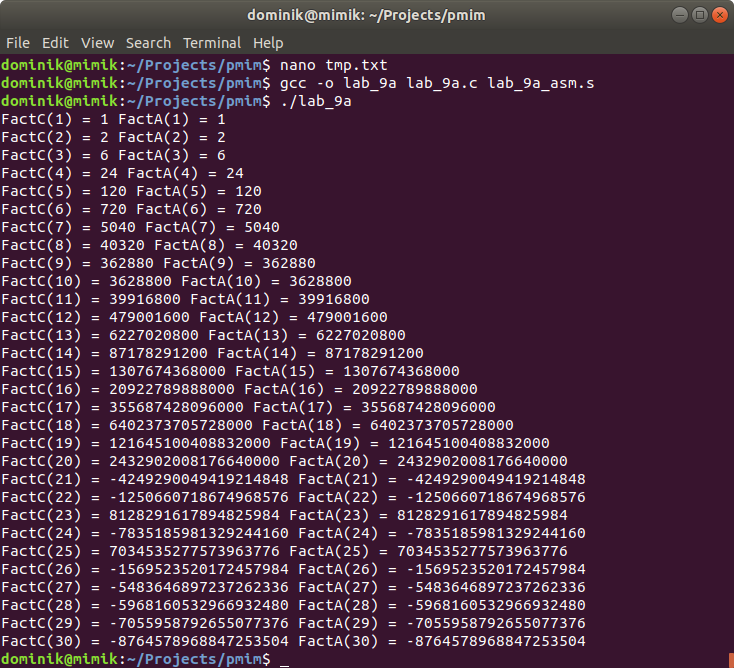 dominik@mimik: ~/Projects/pmim
File Edit View Search Terminal Help
dominik@mimik:~/Projects/pmim$ nano tmp.txt
dominik@mimik:~/Projects/pmim$ gcc -o lab_9a lab_9a.c lab_9a_asm.s
dominik@mimik:~/Projects/pmim$ ./lab_9a
FactC(1) = 1 FactA(1) = 1
FactC(2) = 2 FactA(2) = 2
FactC(3) = 6 FactA(3) = 6
FactC(4) = 24 FactA(4) = 24
FactC(5) = 120 FactA(5) = 120
FactC(6) = 720 FactA(6) = 720
FactC(7) = 5040 FactA(7) = 5040
FactC(8) = 40320 FactA(8) = 40320
FactC(9) = 362880 FactA(9) = 362880
FactC(10) = 3628800 FactA(10) = 3628800
FactC(11) = 39916800 FactA(11) = 39916800
FactC(12) = 479001600 FactA(12) = 479001600
FactC(13) = 6227020800 FactA(13) = 6227020800
FactC(14) = 87178291200 FactA(14) = 87178291200
FactC(15) = 1307674368000 FactA(15) = 1307674368000
FactC(16) = 20922789888000 FactA(16) = 20922789888000
FactC(17) = 355687428096000 FactA(17) = 355687428096000
FactC(18) = 6402373705728000 FactA(18) = 6402373705728000
FactC(19) = 121645100408832000 FactA(19) = 121645100408832000
FactC(20) = 2432902008176640000 FactA(20) = 2432902008176640000
FactC(21) = -4249290049419214848 FactA(21) = -4249290049419214848
FactC(22) = -1250660718674968576 FactA(22) = -1250660718674968576
FactC(23) = 8128291617894825984 FactA(23) = 8128291617894825984
FactC(24) = -7835185981329244160 FactA(24) = -7835185981329244160
FactC(25) = 7034535277573963776 FactA(25) = 7034535277573963776
FactC(26) = -1569523520172457984 FactA(26) = -1569523520172457984
FactC(27) = -5483646897237262336 FactA(27) = -5483646897237262336
FactC(28) = -5968160532966932480 FactA(28) = -5968160532966932480
FactC(29) = -7055958792655077376 FactA(29) = -7055958792655077376
FactC(30) = -8764578968847253504 FactA(30) = -8764578968847253504
dominik@mimik:~/Projects/pmim$ _